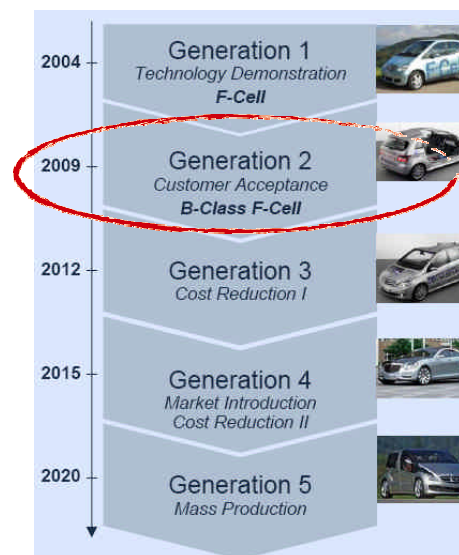 2004
Generation 1
Technology Demonstration
F-Cell
2009
Generation 2
Customer Acceptance
B-Class F-Cell
2012
Generation 3
Cost Reduction I
2015
Generation 4
Market Introduction
Cost Reduction II
2020
Generation 5
Mass Production